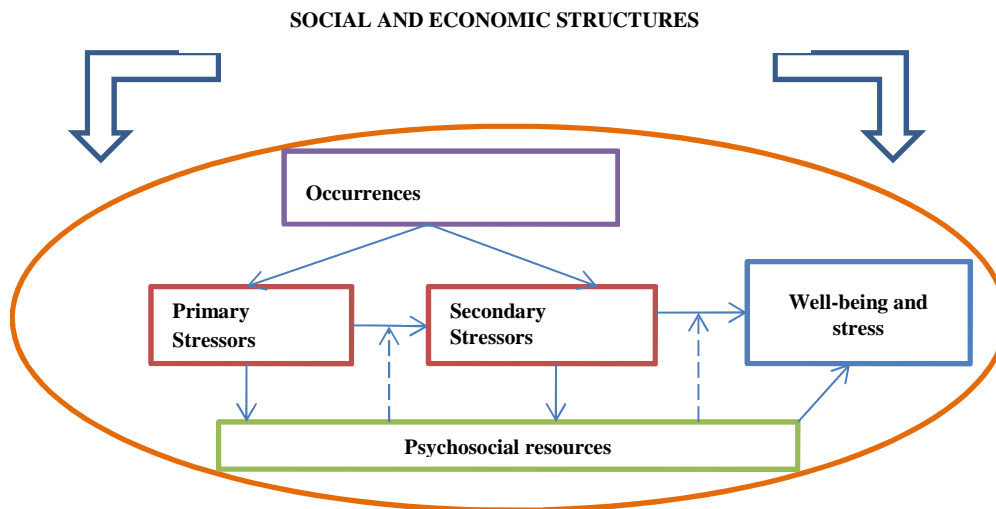 SOCIAL AND ECONOMIC STRUCTURES
Occurrences
Primary
Stressors
Secondary
Stressors
Well-being and
stress
Psychosocial resources